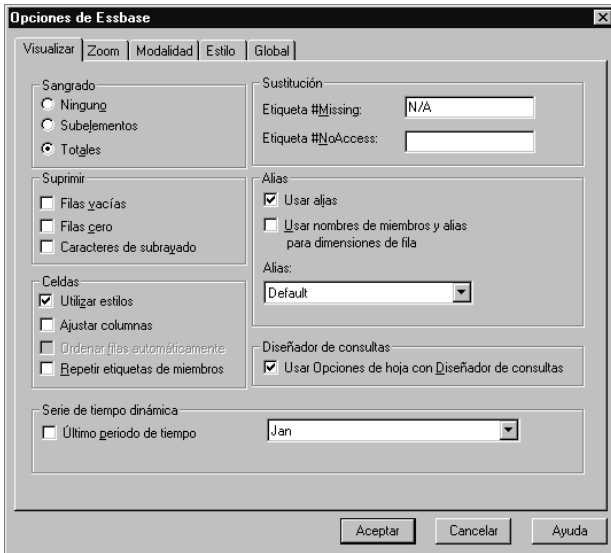 Opciones de Essbase
Visualizar Zoom Modalidad Estilo Global
Sangrado
Ninguno
Subelementos
Totales
Sustitución
Etiqueta #Missing: N/A
Etiqueta #NoAccess:
Suprimir
Filas vacías
Filas cero
Caracteres de subrayado
Alias
Usar alias
Usar nombres de miembros y alias
para dimensiones de fila
Alias:
Default
Celdas
Utilizar estilos
Ajustar columnas
Ordenar filas automáticamente
Repetir etiquetas de miembros
Diseñador de consultas
Usar Opciones de hoja con Diseñador de consultas
Serie de tiempo dinámica
Último periodo de tiempo Jan
Aceptar Cancelar Ayuda